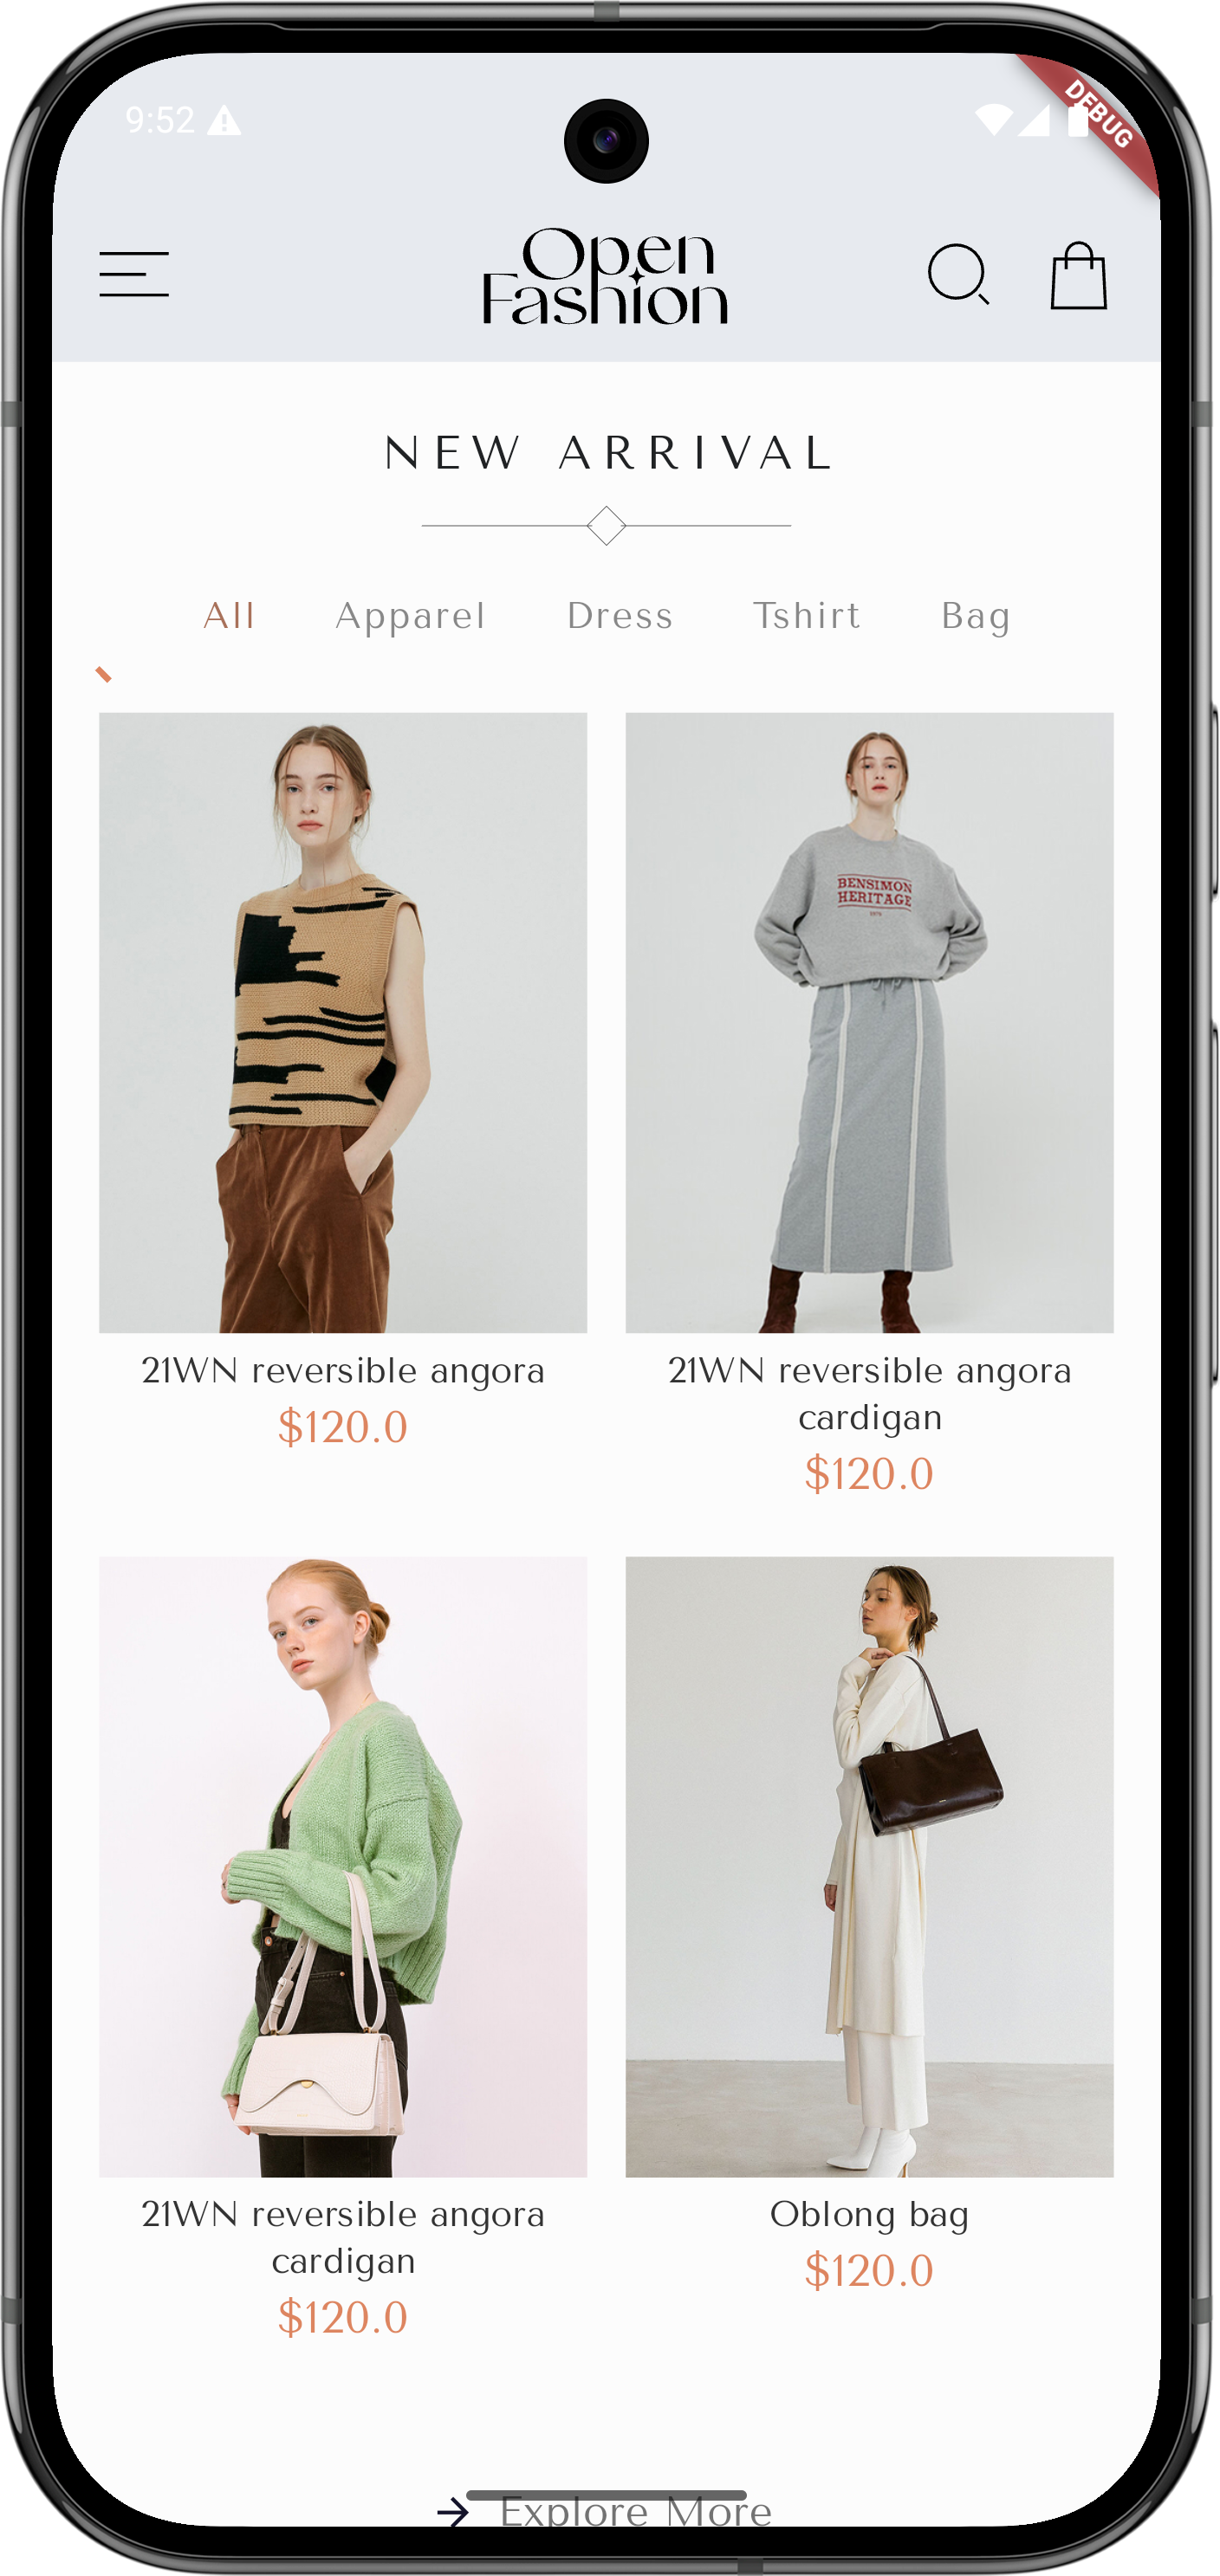 9:52
DEBUG
Open
Fashion
NEW ARRIVAL
All Apparel Dress Tshirt Bag
BENSIMON
HERITAGE
21WN reversible angora
$120.0
21WN reversible angora
cardigan
$120.0
21WN reversible angora
cardigan
$120.0
Oblong bag
$120.0
Explore More